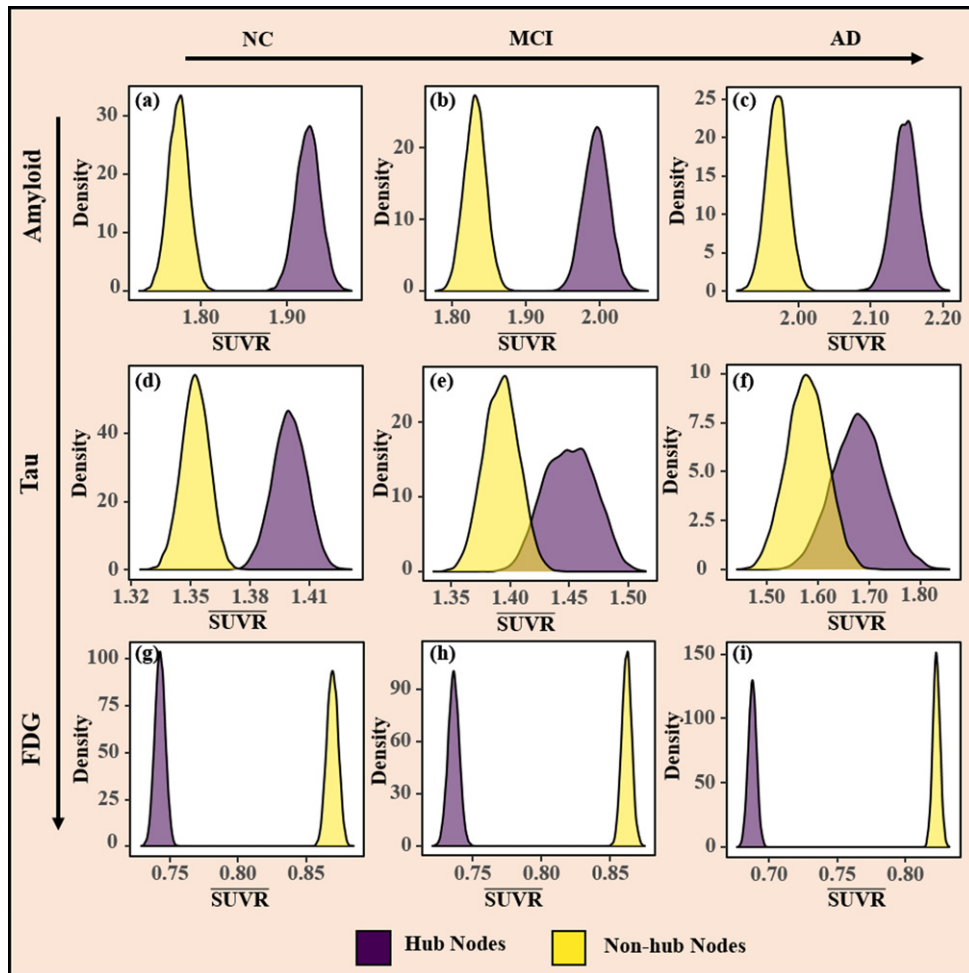 NC MCI AD
Amyloid
Tau
FDG
(a)
Density
30
20
10
0
1.80 1.90
SUVR
(b)
Density
20
10
0
1.80 1.90 2.00
SUVR
(c)
Density
25
20
15
10
5
0
2.00 2.10 2.20
SUVR
(d)
Density
40
20
0
1.32 1.35 1.38 1.41
SUVR
(e)
Density
20
10
0
1.35 1.40 1.45 1.50
SUVR
(f)
Density
10
7.5
5.0
2.5
0
1.50 1.60 1.70 1.80
SUVR
(g)
Density
100
75
50
25
0
0.75 0.80 0.85
SUVR
(h)
Density
90
60
30
0
0.75 0.80 0.85
SUVR
(i)
Density
150
100
50
0
0.70 0.80
SUVR
Hub Nodes Non-hub Nodes